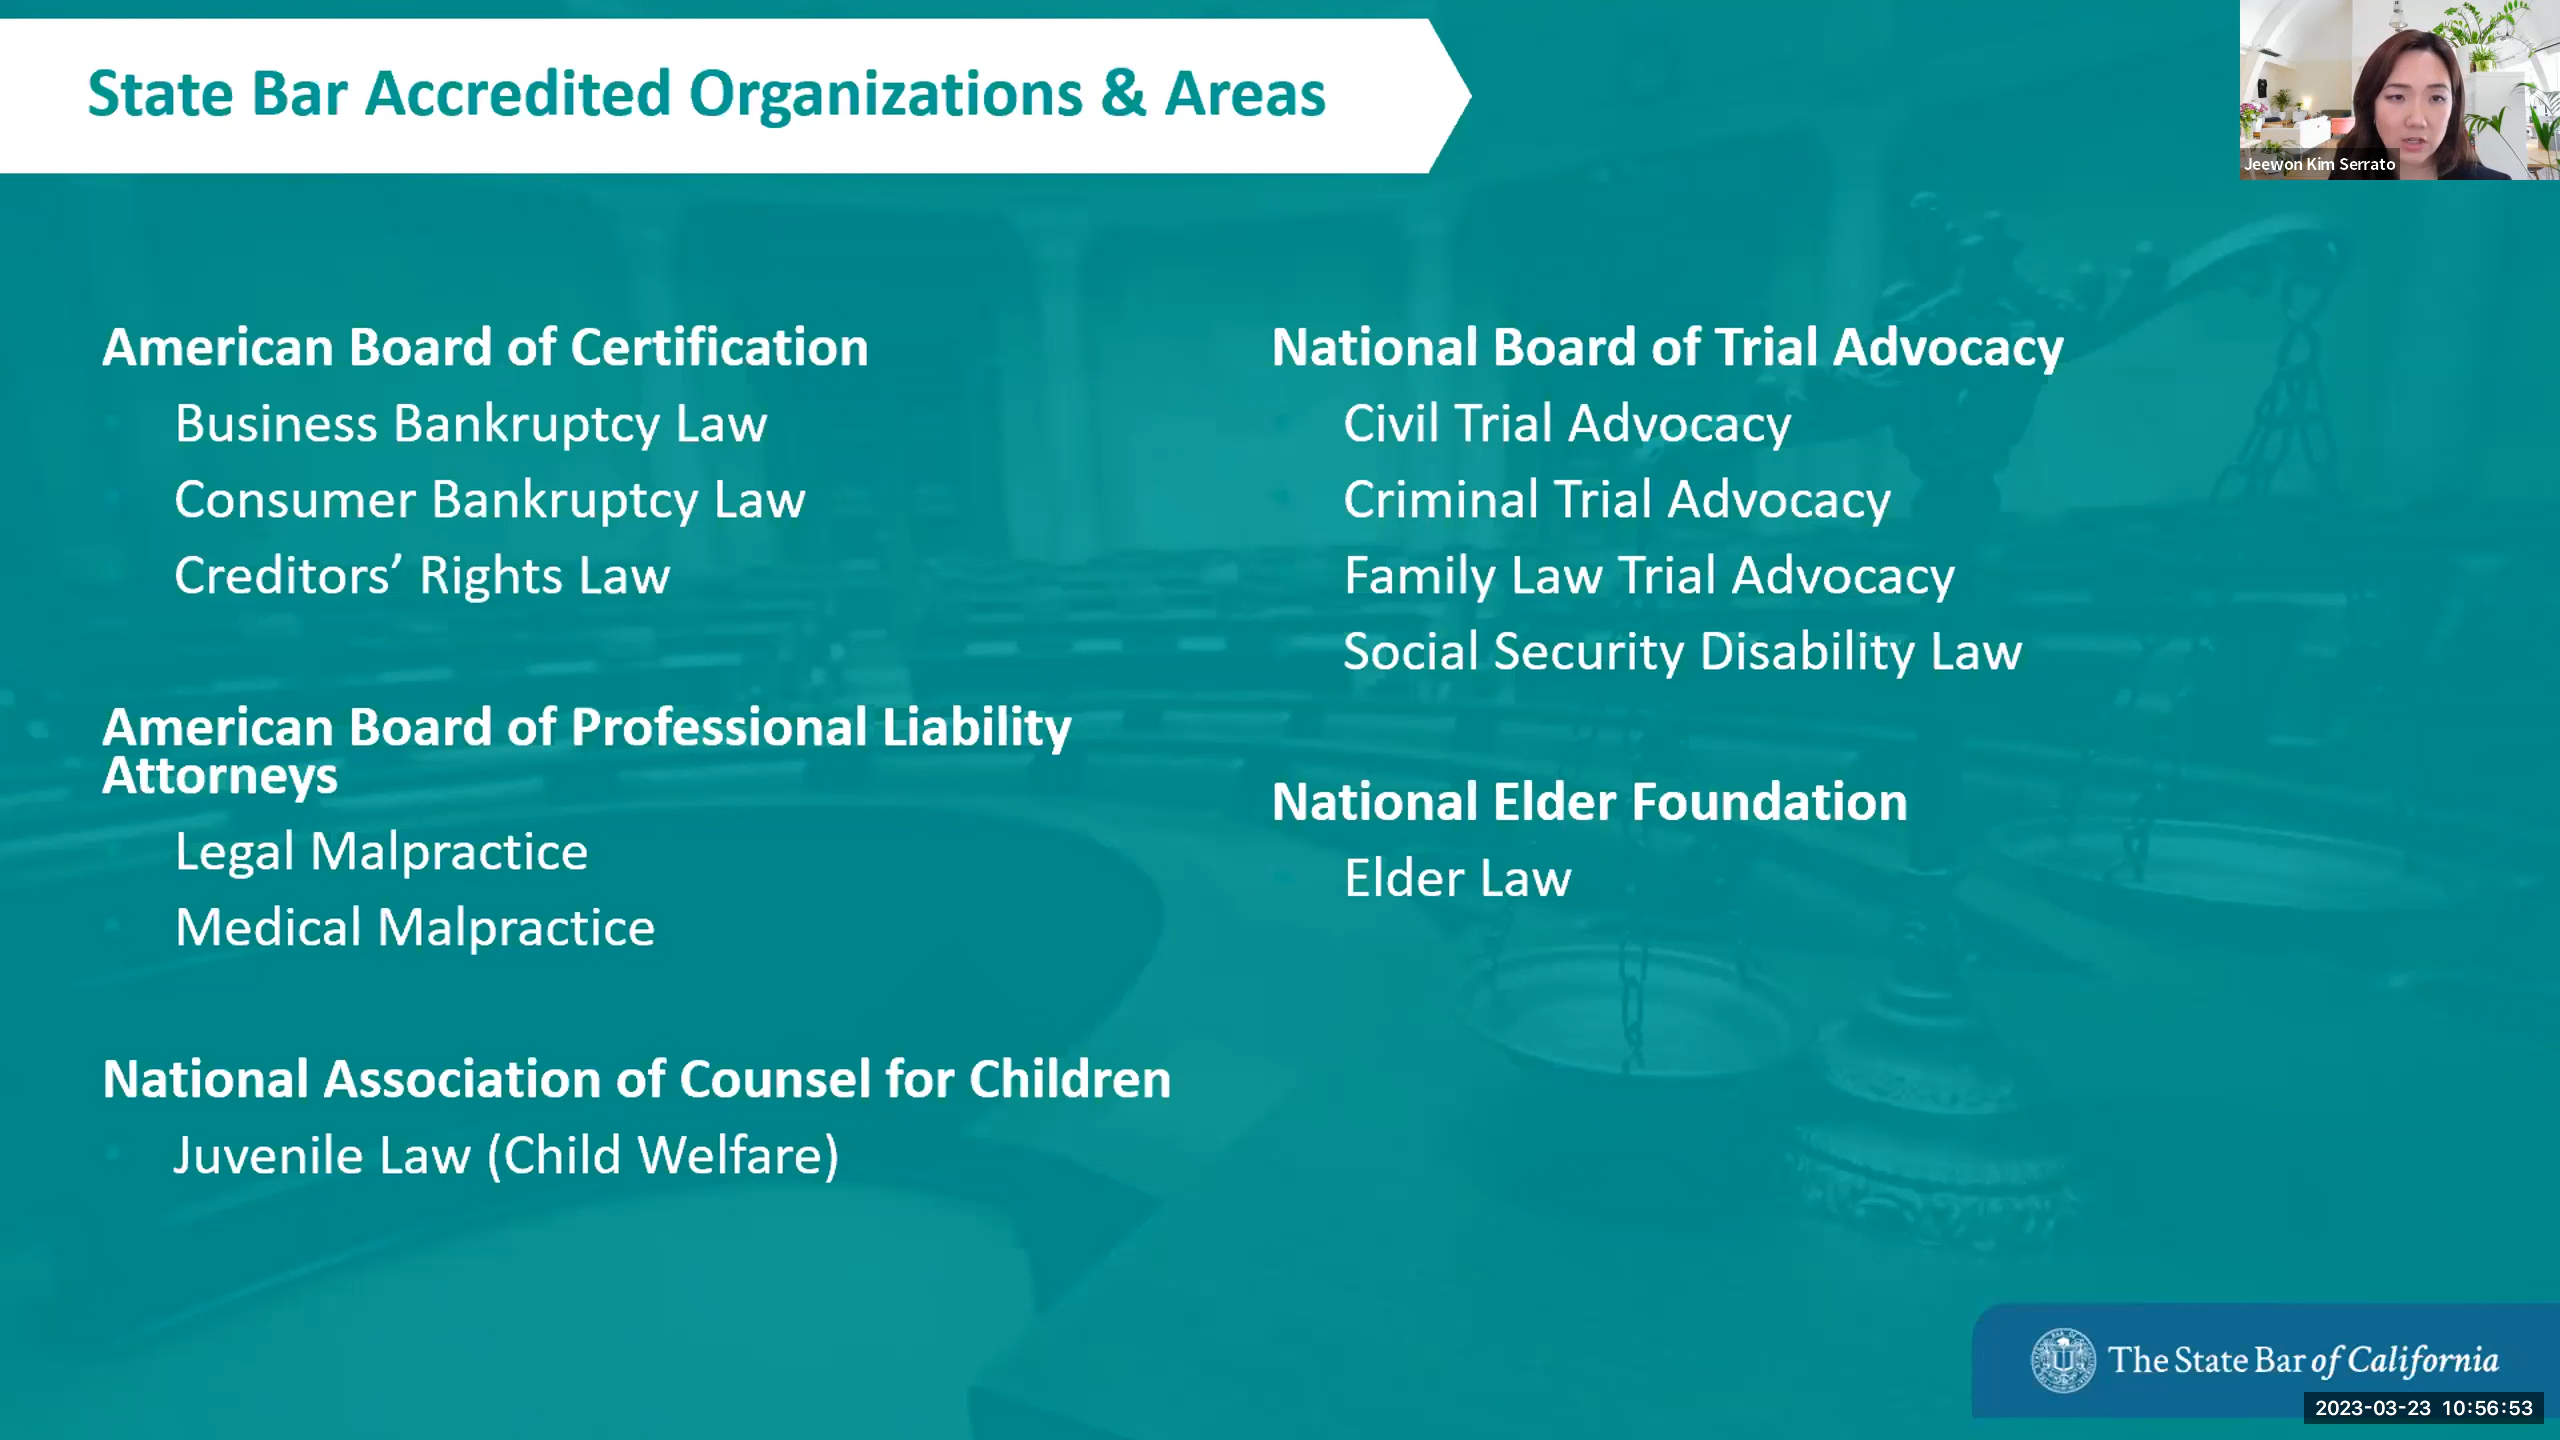 State Bar Accredited Organizations & Areas
Jeewon Kim Serrato
American Board of Certification
Business Bankruptcy Law
Consumer Bankruptcy Law
Creditors’ Rights Law
American Board of Professional Liability
Attorneys
Legal Malpractice
Medical Malpractice
National Association of Counsel for Children
Juvenile Law (Child Welfare)
National Board of Trial Advocacy
Civil Trial Advocacy
Criminal Trial Advocacy
Family Law Trial Advocacy
Social Security Disability Law
National Elder Foundation
Elder Law
The State Bar of California
2023-03-23 10:56:53